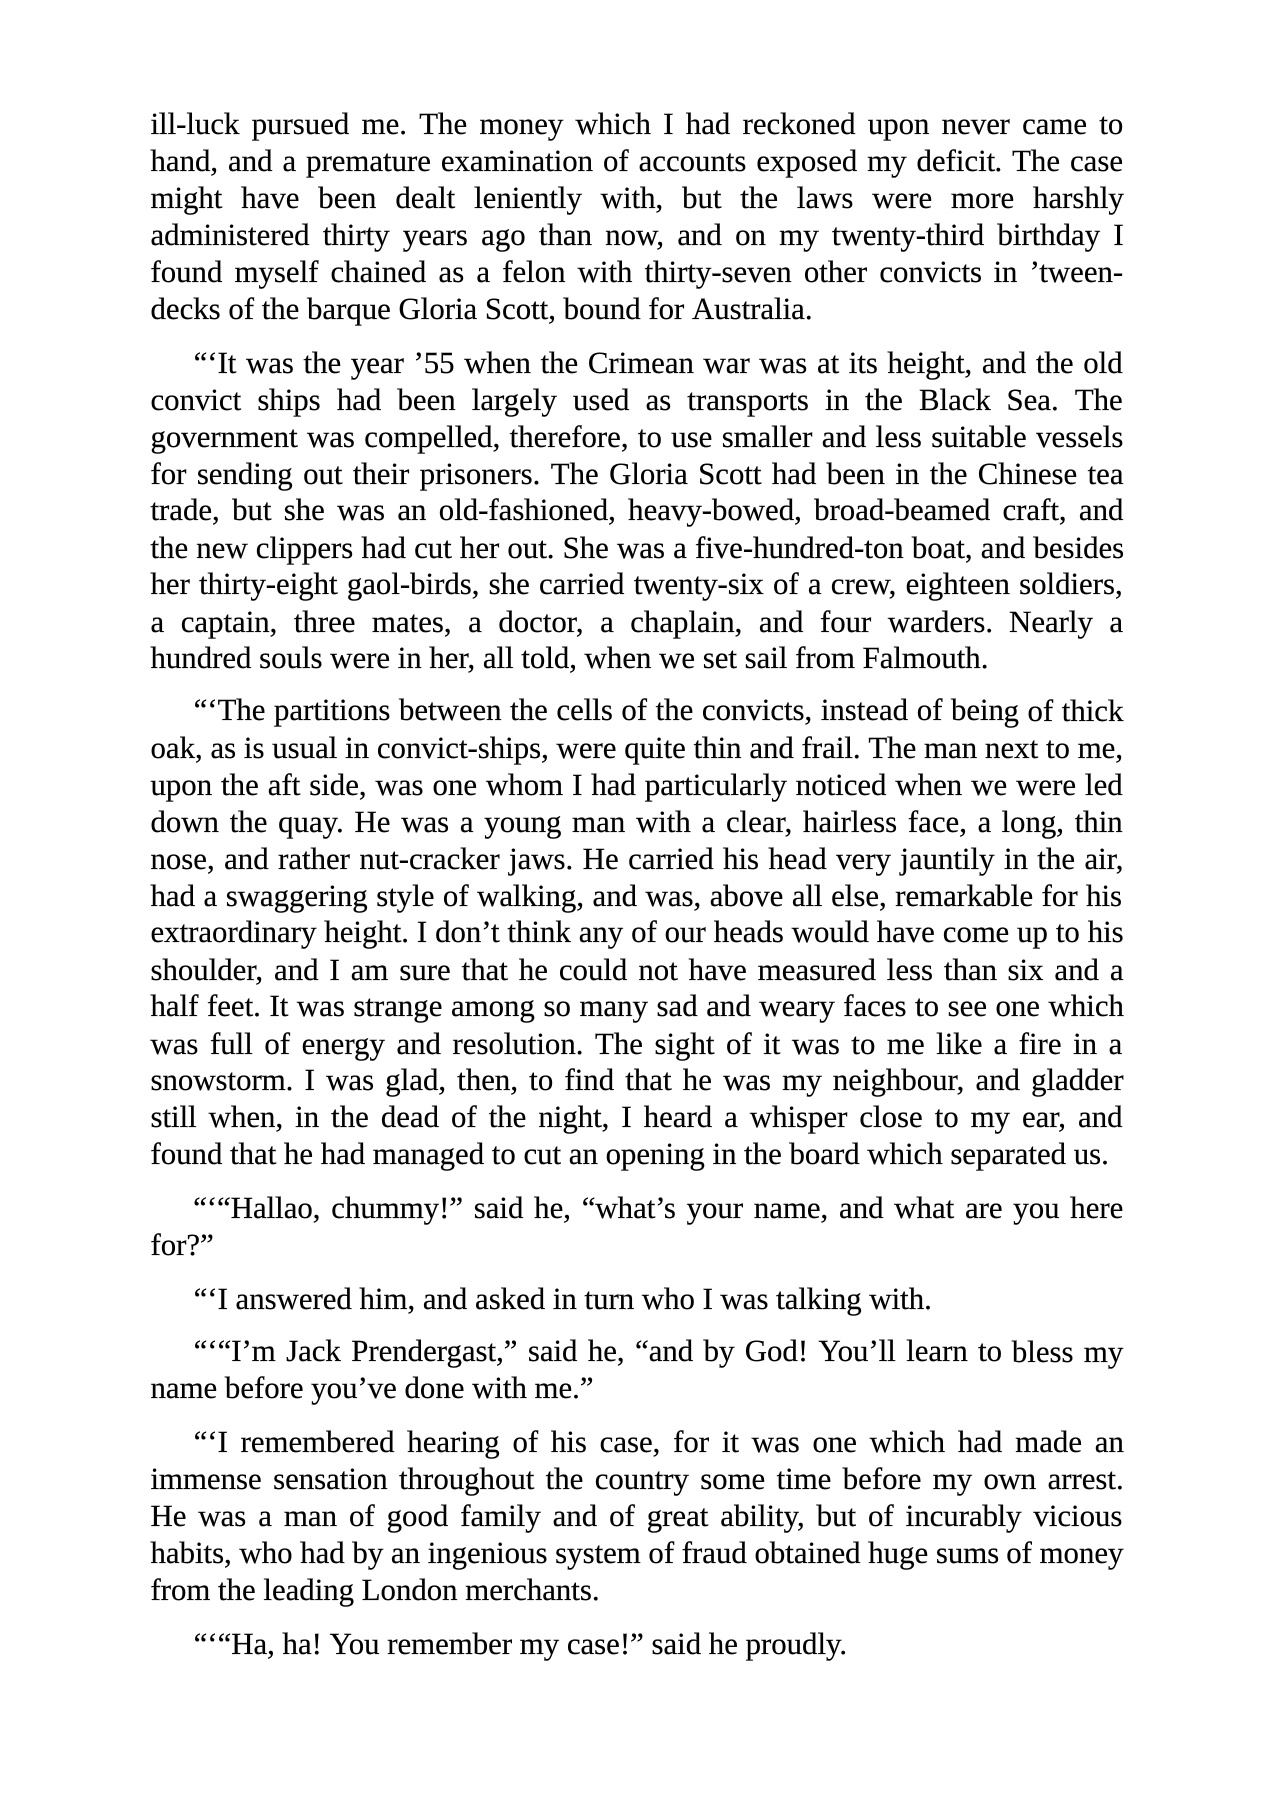 ill-luck pursued me. The money which I had reckoned upon never came to
hand, and a premature examination of accounts exposed my deficit. The case
might have been dealt leniently with, but the laws were more harshly
administered thirty years ago than now, and on my twenty-third birthday I
found myself chained as a felon with thirty-seven other convicts in ’tween-
decks of the barque Gloria Scott, bound for Australia.
“‘It was the year ’55 when the Crimean war was at its height, and the old
convict ships had been largely used as transports in the Black Sea. The
government was compelled, therefore, to use smaller and less suitable vessels
for sending out their prisoners. The Gloria Scott had been in the Chinese tea
trade, but she was an old-fashioned, heavy-bowed, broad-beamed craft, and
the new clippers had cut her out. She was a five-hundred-ton boat, and besides
her thirty-eight gaol-birds, she carried twenty-six of a crew, eighteen soldiers,
a captain, three mates, a doctor, a chaplain, and four warders. Nearly a
hundred souls were in her, all told, when we set sail from Falmouth.
“‘The partitions between the cells of the convicts, instead of being of thick
oak, as is usual in convict-ships, were quite thin and frail. The man next to me,
upon the aft side, was one whom I had particularly noticed when we were led
down the quay. He was a young man with a clear, hairless face, a long, thin
nose, and rather nut-cracker jaws. He carried his head very jauntily in the air,
had a swaggering style of walking, and was, above all else, remarkable for his
extraordinary height. I don’t think any of our heads would have come up to his
shoulder, and I am sure that he could not have measured less than six and a
half feet. It was strange among so many sad and weary faces to see one which
was full of energy and resolution. The sight of it was to me like a fire in a
snowstorm. I was glad, then, to find that he was my neighbour, and gladder
still when, in the dead of the night, I heard a whisper close to my ear, and
found that he had managed to cut an opening in the board which separated us.
“‘“Hallao, chummy!” said he, “what’s your name, and what are you here
for?”
“‘I answered him, and asked in turn who I was talking with.
“‘“I’m Jack Prendergast,” said he, “and by God! You’ll learn to bless my
name before you’ve done with me.”
“‘I remembered hearing of his case, for it was one which had made an
immense sensation throughout the country some time before my own arrest.
He was a man of good family and of great ability, but of incurably vicious
habits, who had by an ingenious system of fraud obtained huge sums of money
from the leading London merchants.
“‘“Ha, ha! You remember my case!” said he proudly.